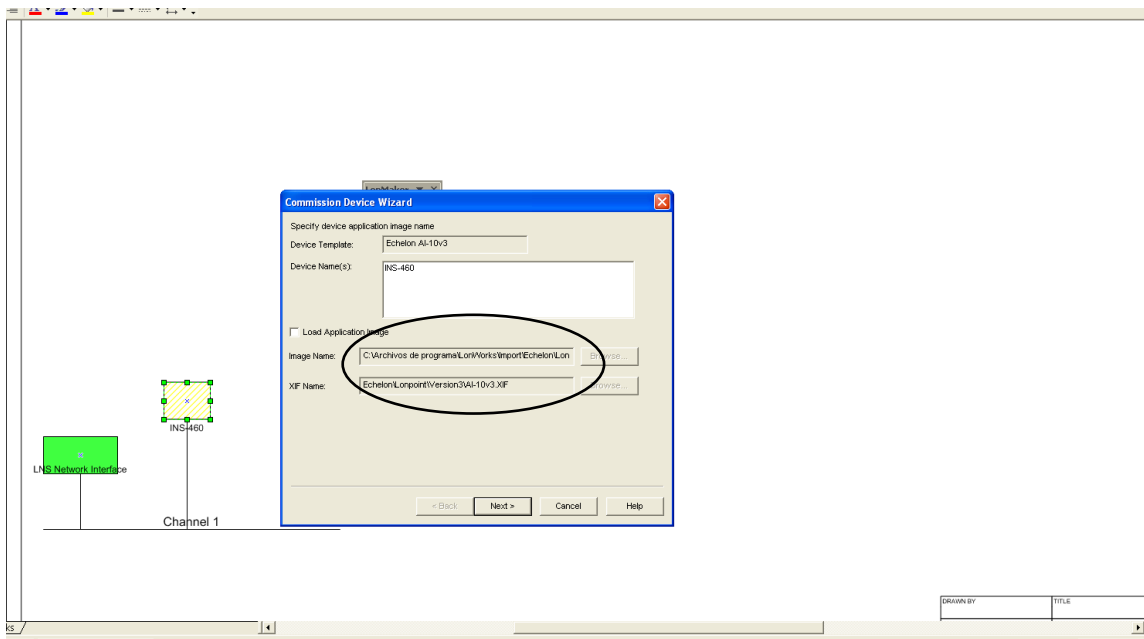 LonMaker
Commission Device Wizard
Specify device application image name
Device Template: Echelon AI-10v3
Device Name(s): INS-460
Load Application Image
Image Name: C:\Archivos de programa\LonWorks\Import\Echelon\Lon Browse...
XIF Name: Echelon\Lonpoint\Version3\AI-10v3.XIF Browse...
INS-460
LNS Network Interface
< Back Next > Cancel Help
Channel 1
DRAWN BY TITLE
ks